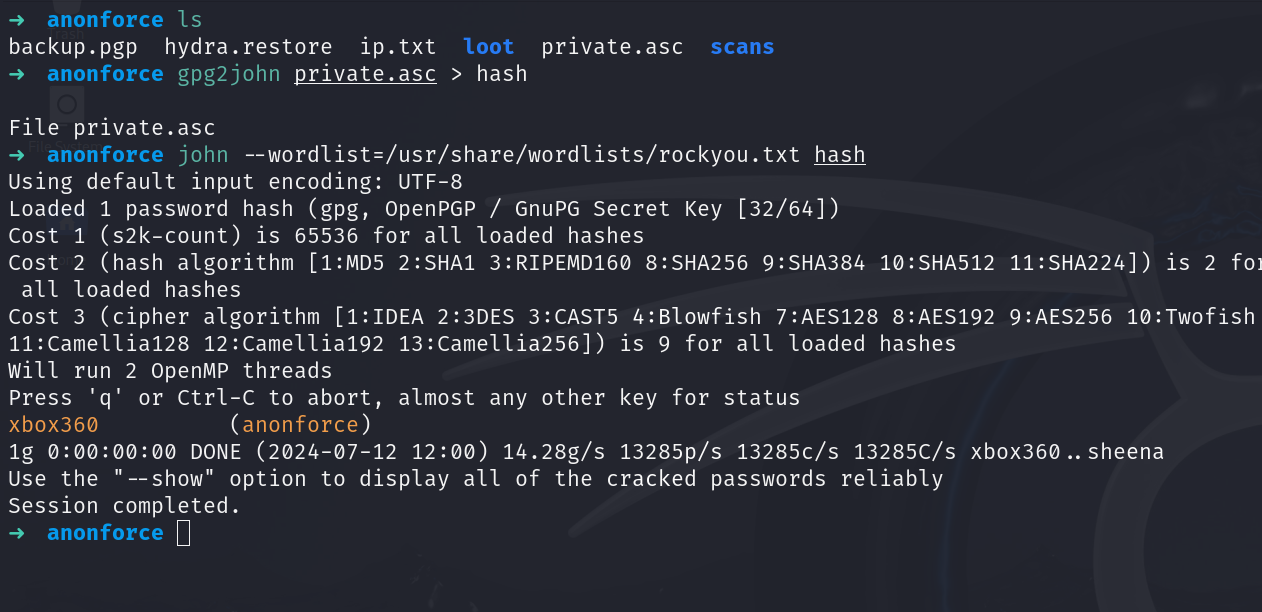 ➜ anonforce ls
backup.pgp hydra.restore ip.txt loot private.asc scans
➜ anonforce gpg2john private.asc > hash
File private.asc
➜ anonforce john --wordlist=/usr/share/wordlists/rockyou.txt hash
Using default input encoding: UTF-8
Loaded 1 password hash (gpg, OpenPGP / GnuPG Secret Key [32/64])
Cost 1 (s2k-count) is 65536 for all loaded hashes
Cost 2 (hash algorithm [1:MD5 2:SHA1 3:RIPEMD160 8:SHA256 9:SHA384 10:SHA512 11:SHA224]) is 2 for
all loaded hashes
Cost 3 (cipher algorithm [1:IDEA 2:3DES 3:CAST5 4:Blowfish 7:AES128 8:AES192 9:AES256 10:Twofish
11:Camellia128 12:Camellia192 13:Camellia256]) is 9 for all loaded hashes
Will run 2 OpenMP threads
Press 'q' or Ctrl-C to abort, almost any other key for status
xbox360 (anonforce)
1g 0:00:00:00 DONE (2024-07-12 12:00) 14.28g/s 13285p/s 13285c/s 13285C/s xbox360..sheena
Use the "--show" option to display all of the cracked passwords reliably
Session completed.
➜ anonforce